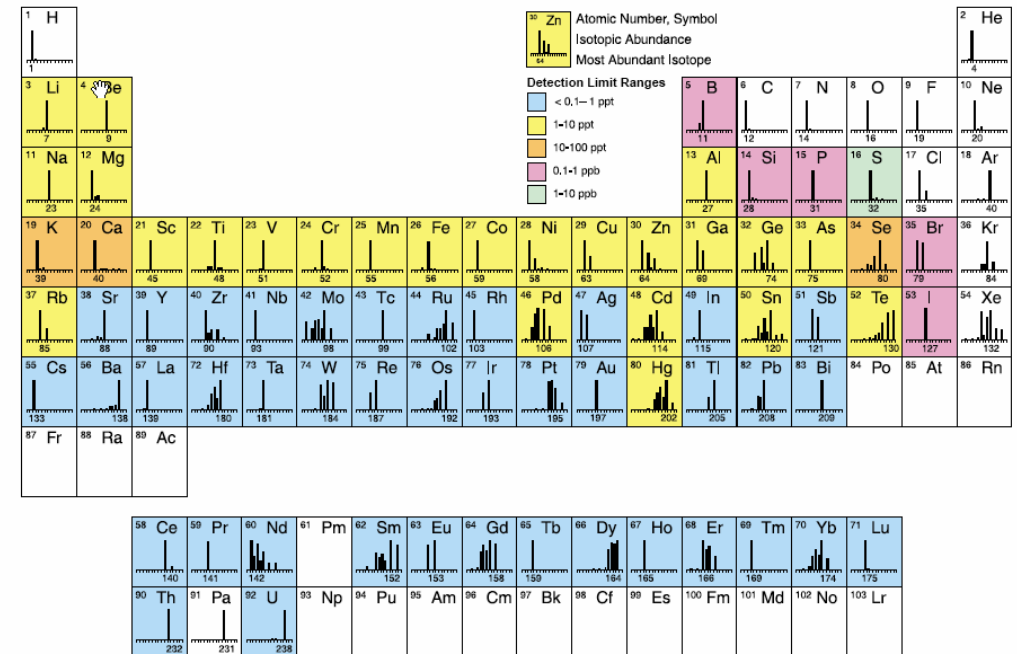 1 H
1
30 Zn
64
Atomic Number, Symbol
Isotopic Abundance
Most Abundant Isotope
2 He
4
Detection Limit Ranges
< 0.1–1 ppt
1-10 ppt
10-100 ppt
0.1-1 ppb
1-10 ppb
3 Li 4 Be 5 B 6 C 7 N 8 O 9 F 10 Ne
7 9 11 12 14 16 19 20
11 Na 12 Mg 13 Al 14 Si 15 P 16 S 17 Cl 18 Ar
23 24 27 28 31 32 35 40
19 K 20 Ca 21 Sc 22 Ti 23 V 24 Cr 25 Mn 26 Fe 27 Co 28 Ni 29 Cu 30 Zn 31 Ga 32 Ge 33 As 34 Se 35 Br 36 Kr
39 40 45 48 51 52 55 56 59 58 63 64 69 74 75 80 79 84
37 Rb 38 Sr 39 Y 40 Zr 41 Nb 42 Mo 43 Tc 44 Ru 45 Rh 46 Pd 47 Ag 48 Cd 49 In 50 Sn 51 Sb 52 Te 53 I 54 Xe
85 88 89 90 93 98 99 102 103 106 107 114 115 120 121 130 127 132
55 Cs 56 Ba 57 La 72 Hf 73 Ta 74 W 75 Re 76 Os 77 Ir 78 Pt 79 Au 80 Hg 81 Tl 82 Pb 83 Bi 84 Po 85 At 86 Rn
133 138 139 180 181 184 187 192 193 195 197 202 205 208 209
87 Fr 88 Ra 89 Ac
58 Ce 59 Pr 60 Nd 61 Pm 62 Sm 63 Eu 64 Gd 65 Tb 66 Dy 67 Ho 68 Er 69 Tm 70 Yb 71 Lu
140 141 142 152 153 158 159 164 165 166 169 174 175
90 Th 91 Pa 92 U 93 Np 94 Pu 95 Am 96 Cm 97 Bk 98 Cf 99 Es 100 Fm 101 Md 102 No 103 Lr
232 231 238